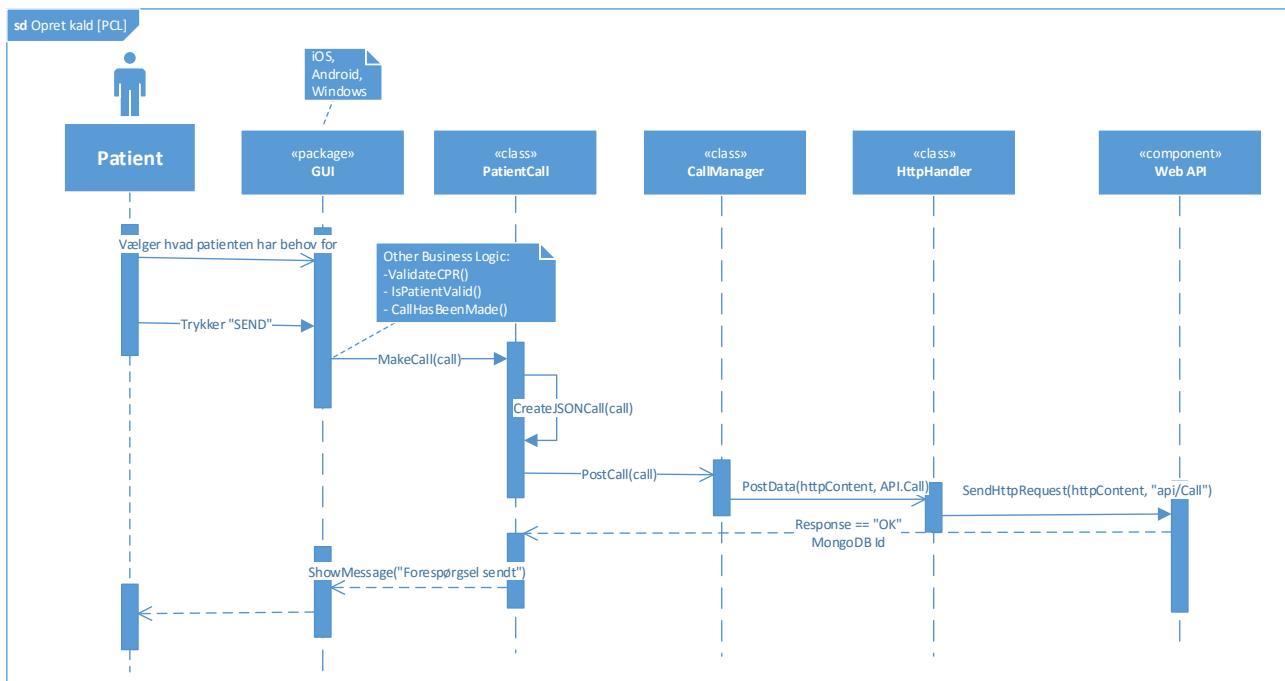 sd Opret kald [PCL]
iOS,
Android,
Windows
Patient
«package»
GUI
«class»
PatientCall
«class»
CallManager
«class»
HttpHandler
«component»
Web API
Vælger hvad patienten har behov for
Other Business Logic:
-ValidateCPR()
- IsPatientValid()
- CallHasBeenMade()
Trykker "SEND"
MakeCall(call)
CreateJSONCall(call)
PostCall(call)
PostData(httpContent, API.Call)
SendHttpRequest(httpContent, "api/Call")
Response == "OK"
MongoDB Id
ShowMessage("Forespørgsel sendt")